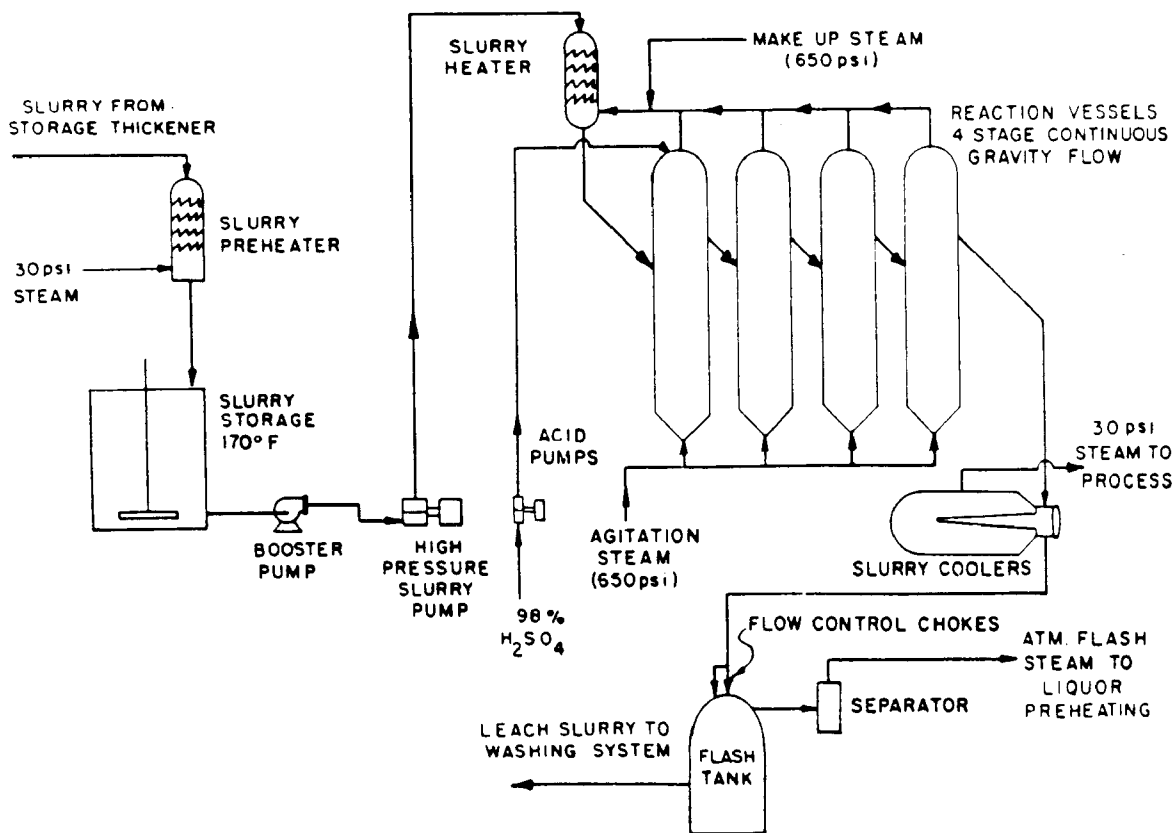 SLURRY
HEATER
MAKE UP STEAM
(650 psi)
SLURRY FROM
STORAGE THICKENER
REACTION VESSELS
4 STAGE CONTINUOUS
GRAVITY FLOW
SLURRY
PREHEATER
30 psi
STEAM
SLURRY
STORAGE
170° F
ACID
PUMPS
30 psi
STEAM TO
PROCESS
BOOSTER
PUMP
HIGH
PRESSURE
SLURRY
PUMP
AGITATION
STEAM
(650 psi)
SLURRY COOLERS
98 %
H₂SO₄
FLOW CONTROL CHOKES
ATM. FLASH
STEAM TO
LIQUOR
PREHEATING
SEPARATOR
LEACH SLURRY TO
WASHING SYSTEM
FLASH
TANK